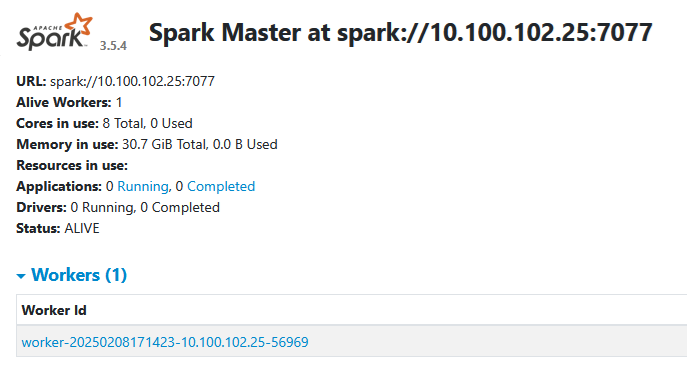 APACHE
Spark™ 3.5.4 Spark Master at spark://10.100.102.25:7077
URL: spark://10.100.102.25:7077
Alive Workers: 1
Cores in use: 8 Total, 0 Used
Memory in use: 30.7 GiB Total, 0.0 B Used
Resources in use:
Applications: 0 Running, 0 Completed
Drivers: 0 Running, 0 Completed
Status: ALIVE
Workers (1)
Worker Id
worker-20250208171423-10.100.102.25-56969